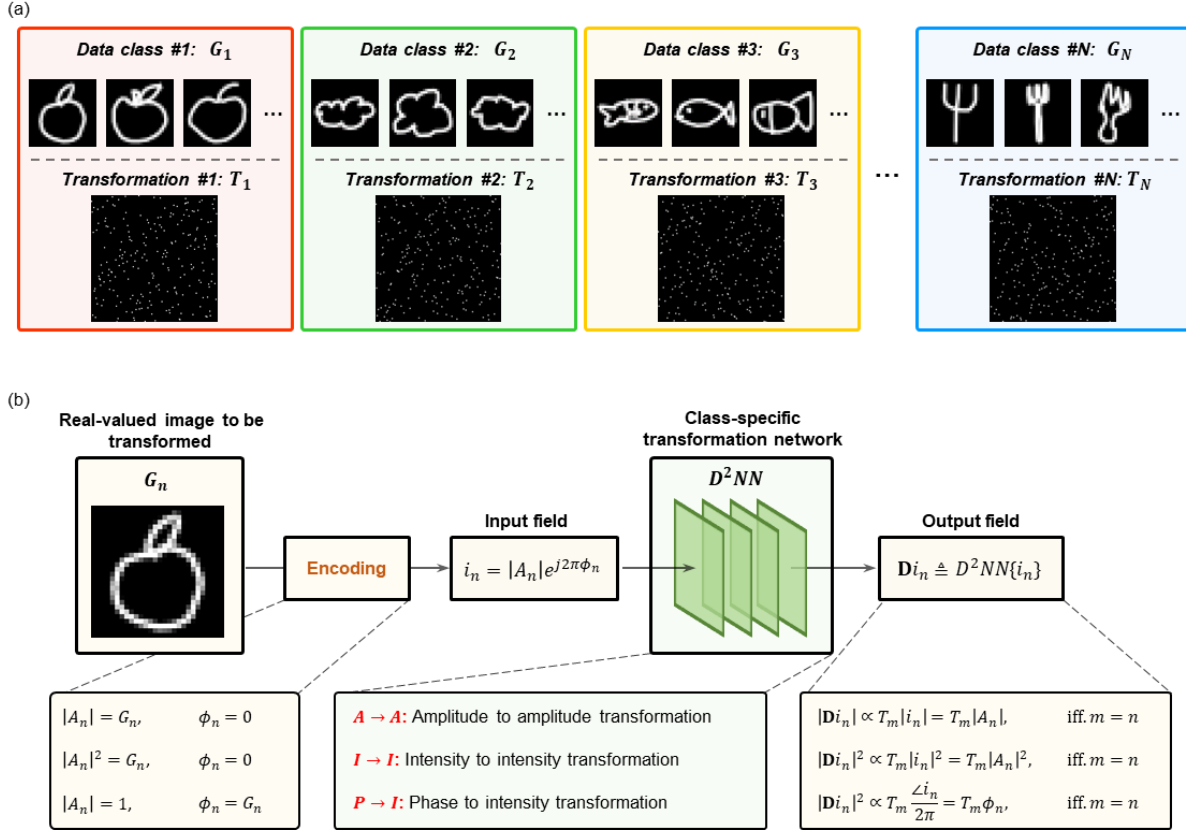 (a)
Data class #1: G₁
Data class #2: G₂
Data class #3: G₃
Data class #N: G_N
...
...
...
...
Transformation #1: T₁
Transformation #2: T₂
Transformation #3: T₃
...
Transformation #N: T_N
(b)
Real-valued image to be
transformed
Class-specific
transformation network
Gₙ
D²NN
Input field
Output field
Encoding
iₙ = |Aₙ|e^{j2πϕₙ}
𝐃iₙ ≜ D²NN{iₙ}
|Aₙ| = Gₙ, ϕₙ = 0
|Aₙ|² = Gₙ, ϕₙ = 0
|Aₙ| = 1, ϕₙ = Gₙ
A → A: Amplitude to amplitude transformation
I → I: Intensity to intensity transformation
P → I: Phase to intensity transformation
|𝐃iₙ| ∝ Tₘ|iₙ| = Tₘ|Aₙ|, iff. m = n
|𝐃iₙ|² ∝ Tₘ|iₙ|² = Tₘ|Aₙ|², iff. m = n
|𝐃iₙ|² ∝ Tₘ ∠iₙ/2π = Tₘϕₙ, iff. m = n